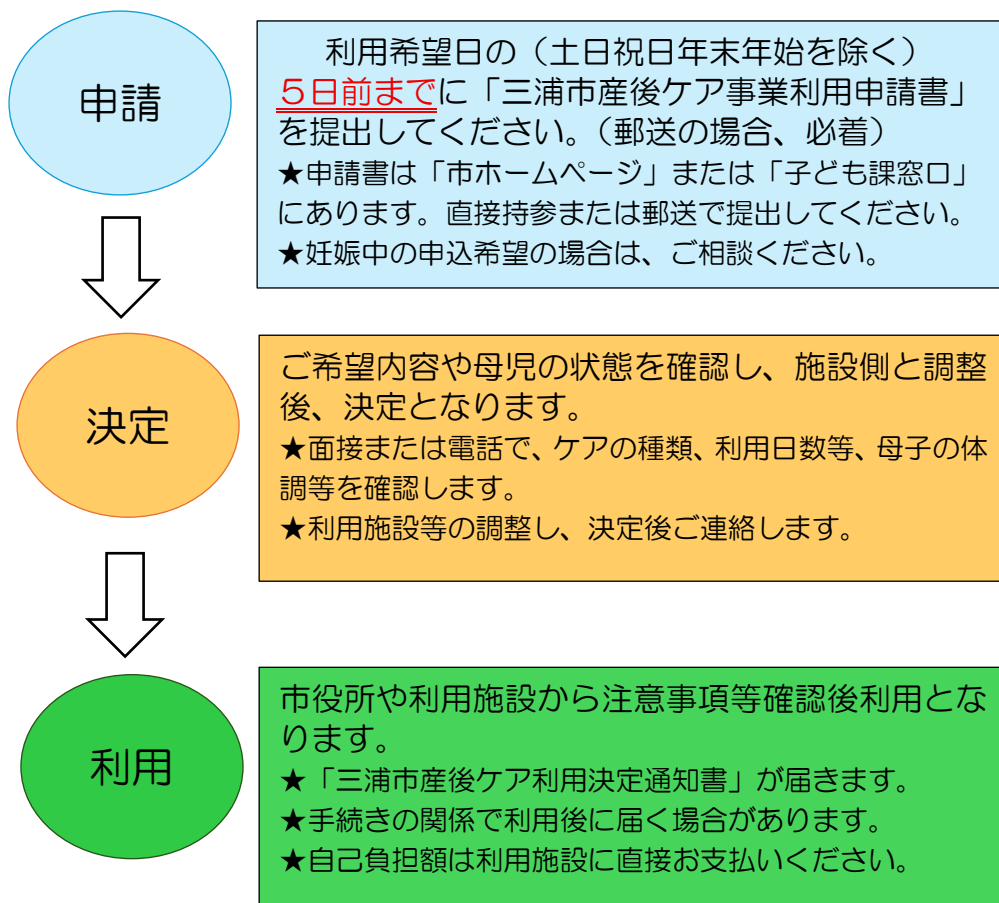 申請
利用希望日の（土日祝日年末年始を除く）
５日前までに「三浦市産後ケア事業利用申請書」
を提出してください。（郵送の場合、必着）
★申請書は「市ホームページ」または「子ども課窓口」
にあります。直接持参または郵送で提出してください。
★妊娠中の申込希望の場合は、ご相談ください。
決定
ご希望内容や母児の状態を確認し、施設側と調整
後、決定となります。
★面接または電話で、ケアの種類、利用日数等、母子の体
調等を確認します。
★利用施設等の調整し、決定後ご連絡します。
利用
市役所や利用施設から注意事項等確認後利用とな
ります。
★「三浦市産後ケア利用決定通知書」が届きます。
★手続きの関係で利用後に届く場合があります。
★自己負担額は利用施設に直接お支払いください。